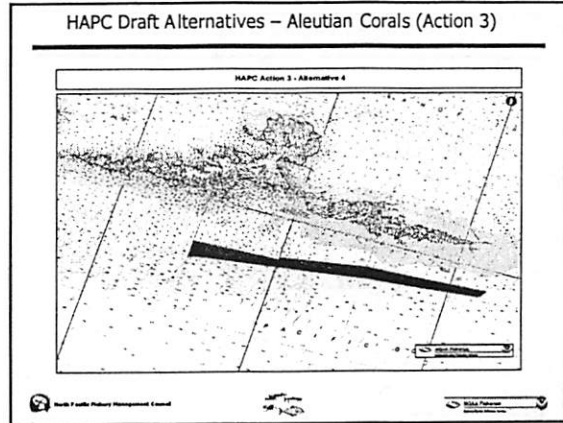 HAPC Draft Alternatives – Aleutian Corals (Action 3)
HAPC Action 3 - Alternative 4
P A C I F I C O
North Pacific Fishery Management Council
NOAA Fisheries